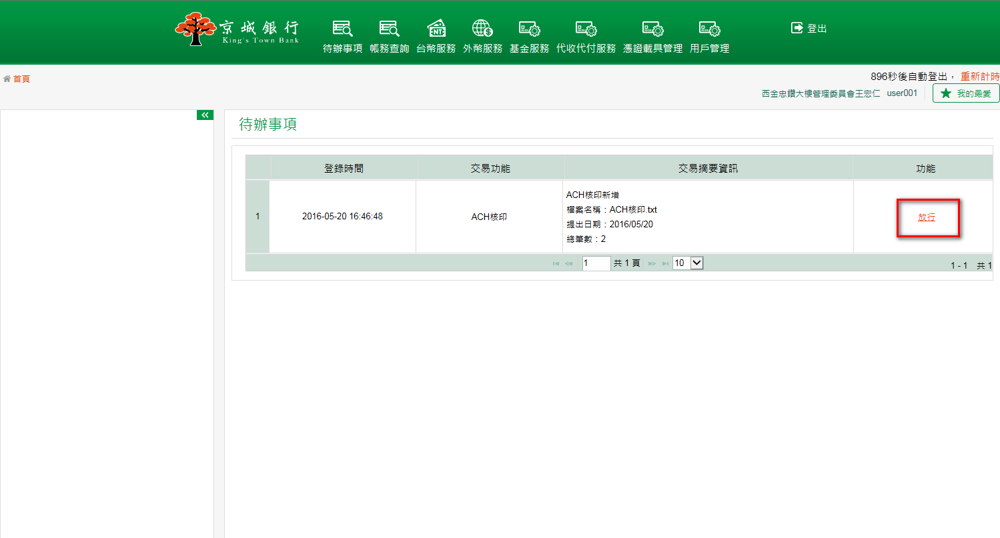 京城銀行
King's Town Bank
待辦事項 帳務查詢 台幣服務 外幣服務 基金服務 代收代付服務 憑證載具管理 用戶管理
NT
$
登出
首頁
896秒後自動登出， 重新計時
西金忠鑽大樓管理委員會王宏仁 user001
我的最愛
待辦事項
登錄時間 交易功能 交易摘要資訊 功能
1 2016-05-20 16:46:48 ACH核印
ACH核印新增
檔案名稱：ACH核印.txt
提出日期：2016/05/20
總筆數：2
放行
1 共 1 頁 10
1 - 1 共 1